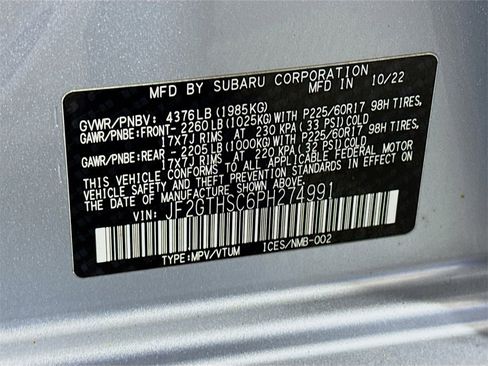 MFD BY SUBARU CORPORATION 10/22
GVWR/PNBV: 4376LB(1985KG)
GAWR/PNBE:FRONT- 2260LB(1025KG)WITH P225/60R17 98H TIRES,
17X7J RIMS AT 230 KPA(33 PSI)COLD
GAWR/PNBE:REAR - 2205LB(1000KG)WITH P225/60R17 98H TIRES,
17X7J RIMS AT 220 KPA(32 PSI)COLD
THIS VEHICLE CONFORMS TO ALL APPLICABLE FEDERAL MOTOR
VEHICLE SAFETY AND THEFT PREVENTION STANDARDS
IN EFFECT ON THE DATE OF MANUFACTURE SHOWN ABOVE.
VIN: JF2GTHSC6PH274991
TYPE:MPV/VTUM ICES/NMB-002